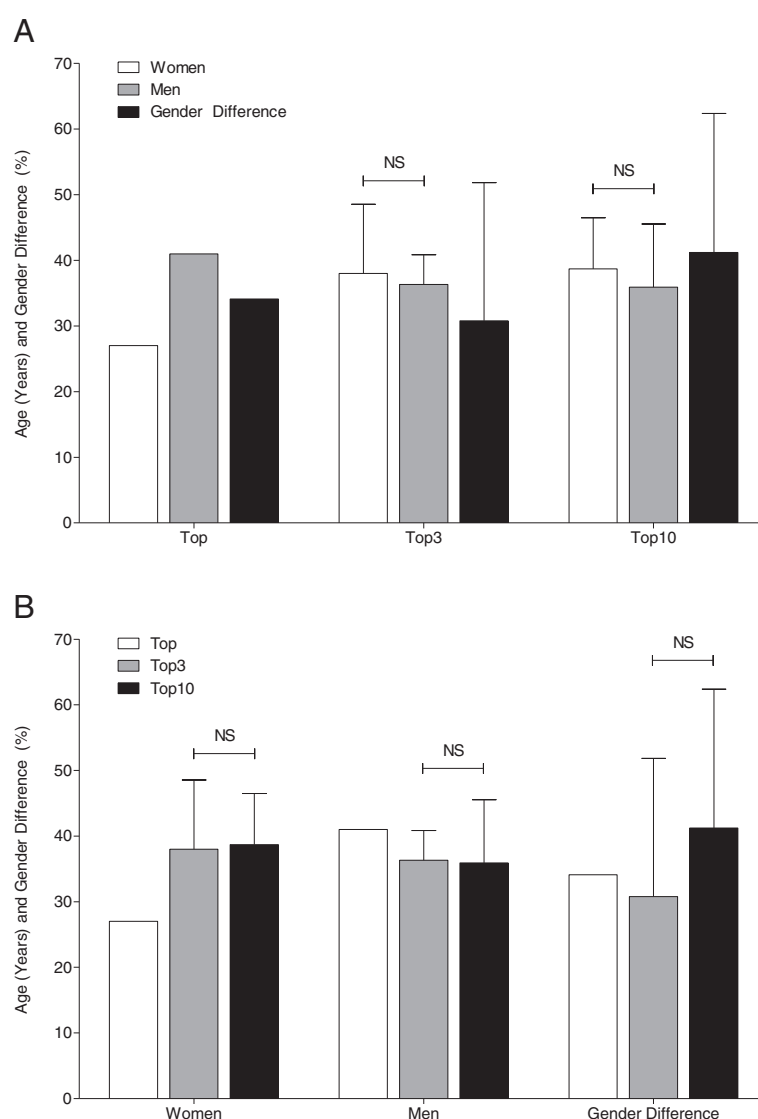 A
70
60
50
40
30
20
10
0
Age (Years) and Gender Difference (%)
Women
Men
Gender Difference
NS
NS
Top
Top3
Top10
B
70
60
50
40
30
20
10
0
Age (Years) and Gender Difference (%)
Top
Top3
Top10
NS
NS
NS
Women
Men
Gender Difference